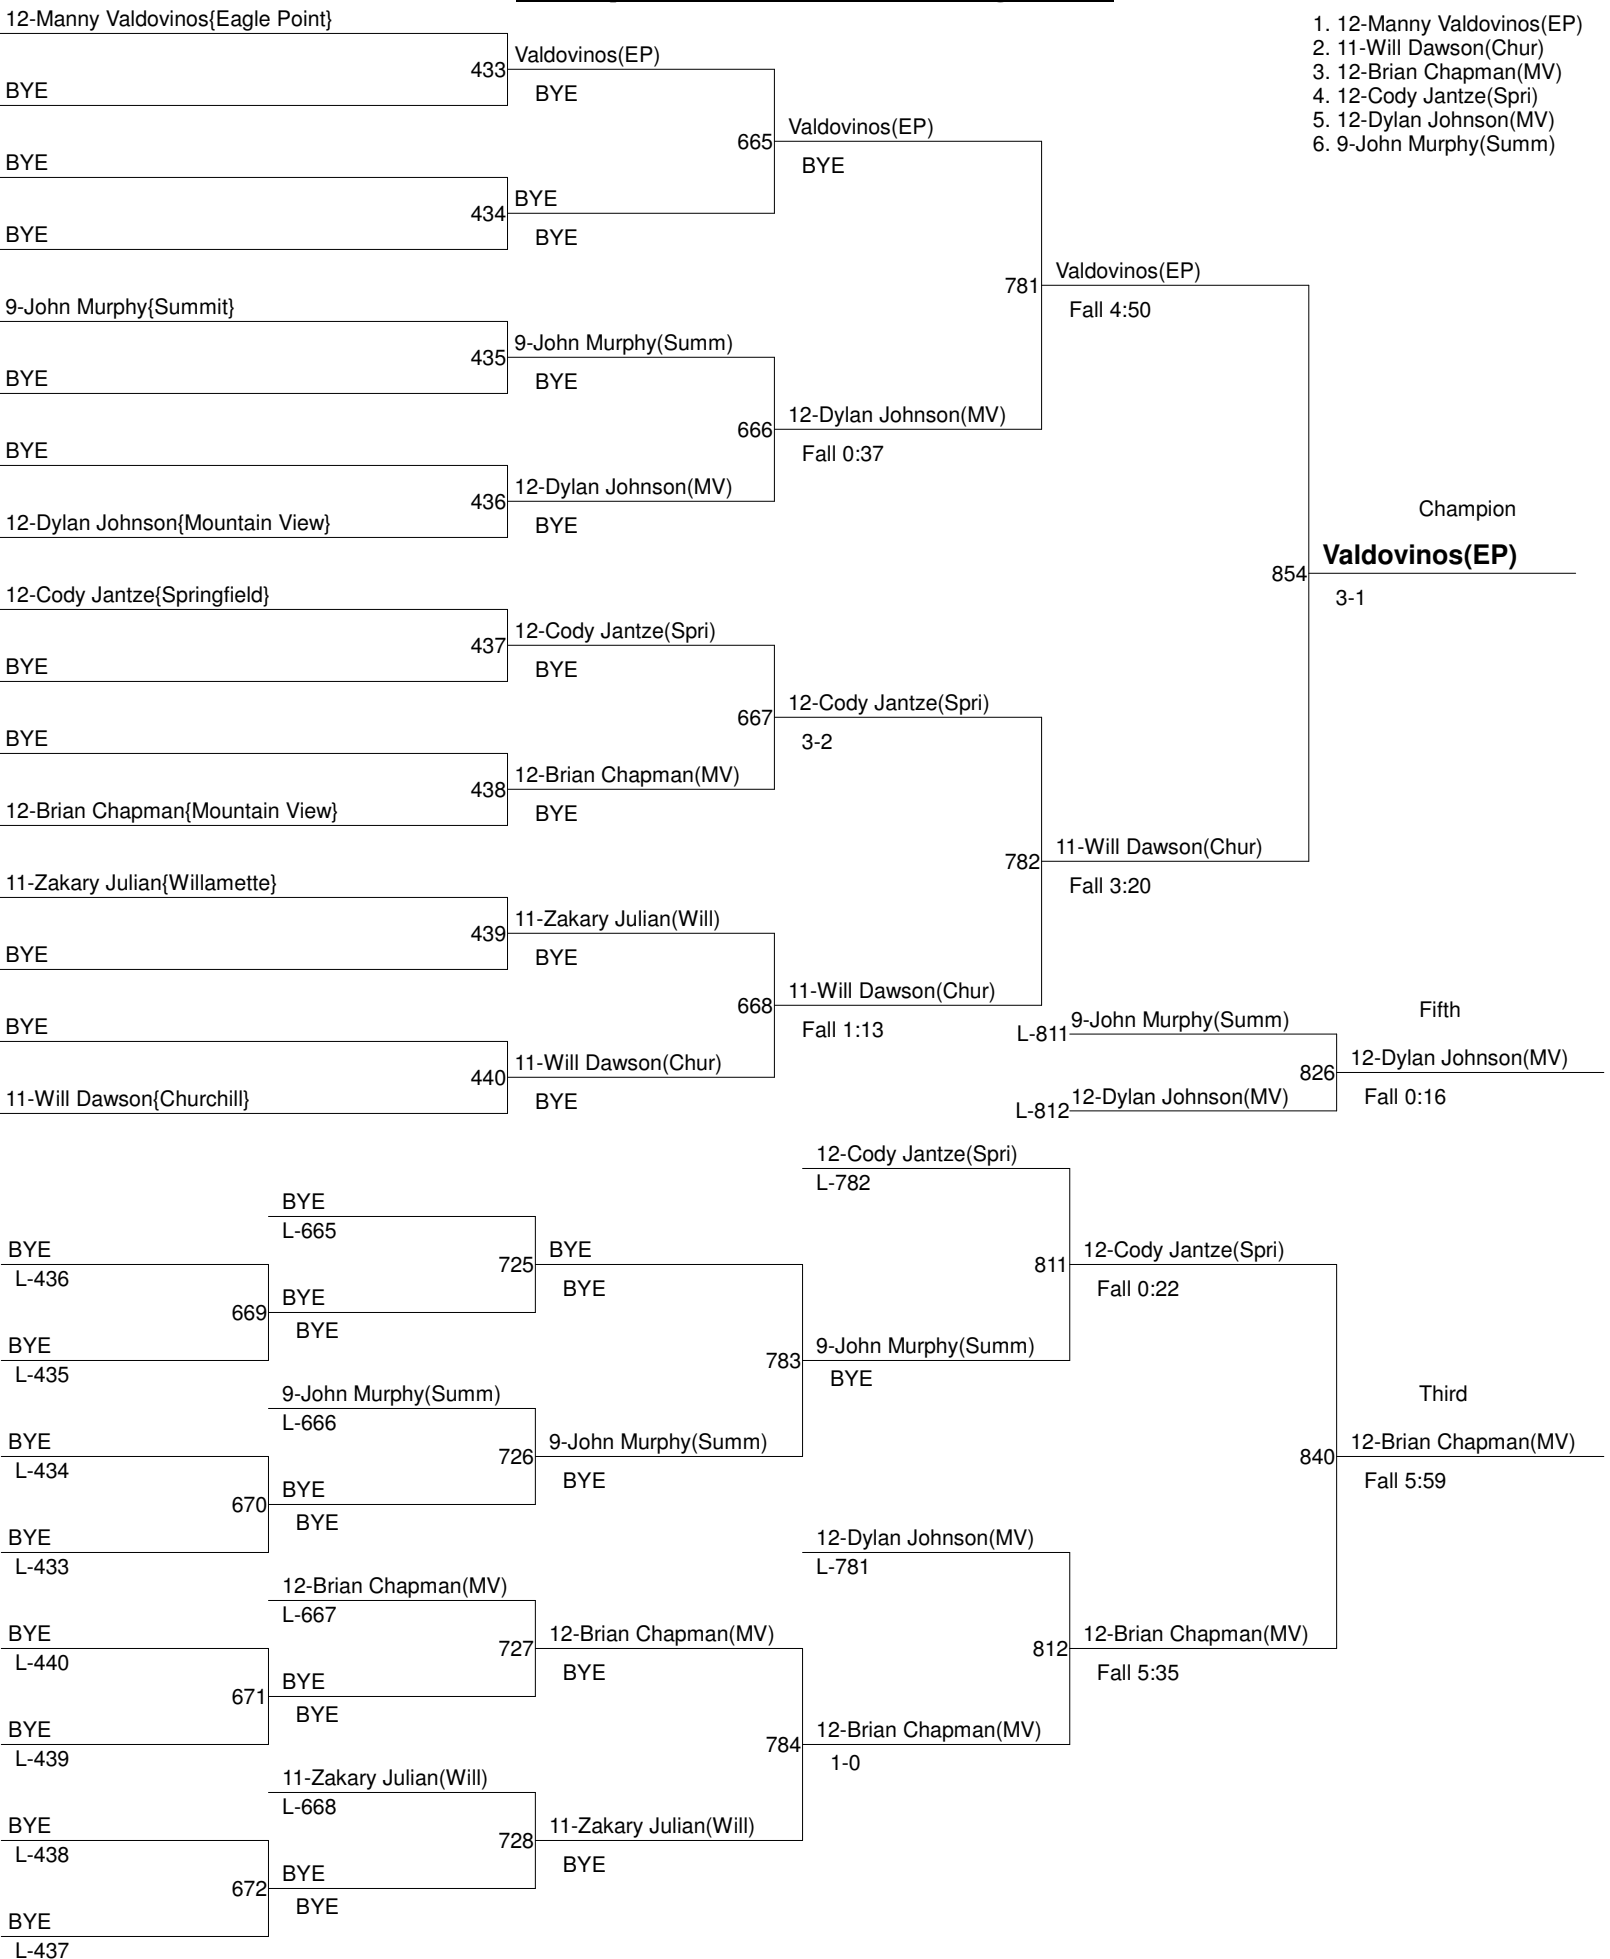 12-Manny Valdovinos{Eagle Point}
433
Valdovinos(EP)
BYE
BYE
665
Valdovinos(EP)
BYE
BYE
434
BYE
BYE
BYE
781
Valdovinos(EP)
Fall 4:50
9-John Murphy{Summit}
435
9-John Murphy(Summ)
BYE
BYE
666
12-Dylan Johnson(MV)
Fall 0:37
BYE
436
12-Dylan Johnson(MV)
BYE
12-Dylan Johnson{Mountain View}
12-Cody Jantze{Springfield}
437
12-Cody Jantze(Spri)
BYE
BYE
667
12-Cody Jantze(Spri)
3-2
BYE
438
12-Brian Chapman(MV)
BYE
12-Brian Chapman{Mountain View}
782
11-Will Dawson(Chur)
Fall 3:20
11-Zakary Julian{Willamette}
439
11-Zakary Julian(Will)
BYE
BYE
668
11-Will Dawson(Chur)
Fall 1:13
BYE
440
11-Will Dawson(Chur)
BYE
11-Will Dawson{Churchill}
1. 12-Manny Valdovinos(EP)
2. 11-Will Dawson(Chur)
3. 12-Brian Chapman(MV)
4. 12-Cody Jantze(Spri)
5. 12-Dylan Johnson(MV)
6. 9-John Murphy(Summ)
Champion
854
Valdovinos(EP)
3-1
Fifth
L-811
9-John Murphy(Summ)
826
12-Dylan Johnson(MV)
Fall 0:16
L-812
12-Dylan Johnson(MV)
12-Cody Jantze(Spri)
L-782
BYE
L-665
BYE
L-436
725
BYE
BYE
811
12-Cody Jantze(Spri)
Fall 0:22
669
BYE
BYE
BYE
L-435
783
9-John Murphy(Summ)
BYE
9-John Murphy(Summ)
L-666
BYE
L-434
726
9-John Murphy(Summ)
BYE
670
BYE
BYE
BYE
L-433
Third
840
12-Brian Chapman(MV)
Fall 5:59
12-Dylan Johnson(MV)
L-781
12-Brian Chapman(MV)
L-667
BYE
L-440
727
12-Brian Chapman(MV)
BYE
812
12-Brian Chapman(MV)
Fall 5:35
671
BYE
BYE
BYE
L-439
784
12-Brian Chapman(MV)
1-0
11-Zakary Julian(Will)
L-668
BYE
L-438
728
11-Zakary Julian(Will)
BYE
672
BYE
BYE
BYE
L-437